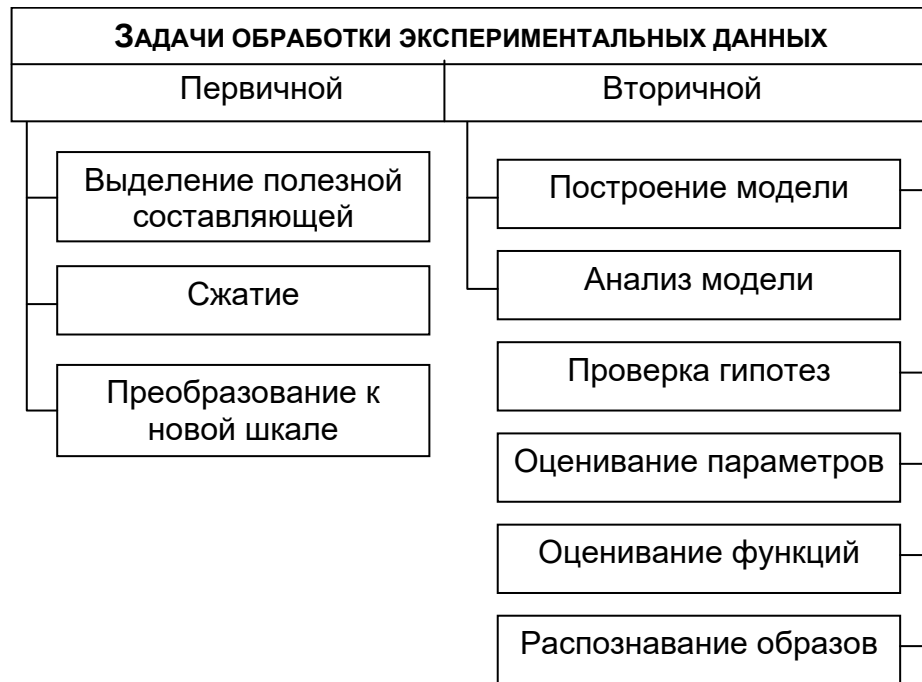 ЗАДАЧИ ОБРАБОТКИ ЭКСПЕРИМЕНТАЛЬНЫХ ДАННЫХ
Первичной
Вторичной
Выделение полезной
составляющей
Сжатие
Преобразование к
новой шкале
Построение модели
Анализ модели
Проверка гипотез
Оценивание параметров
Оценивание функций
Распознавание образов